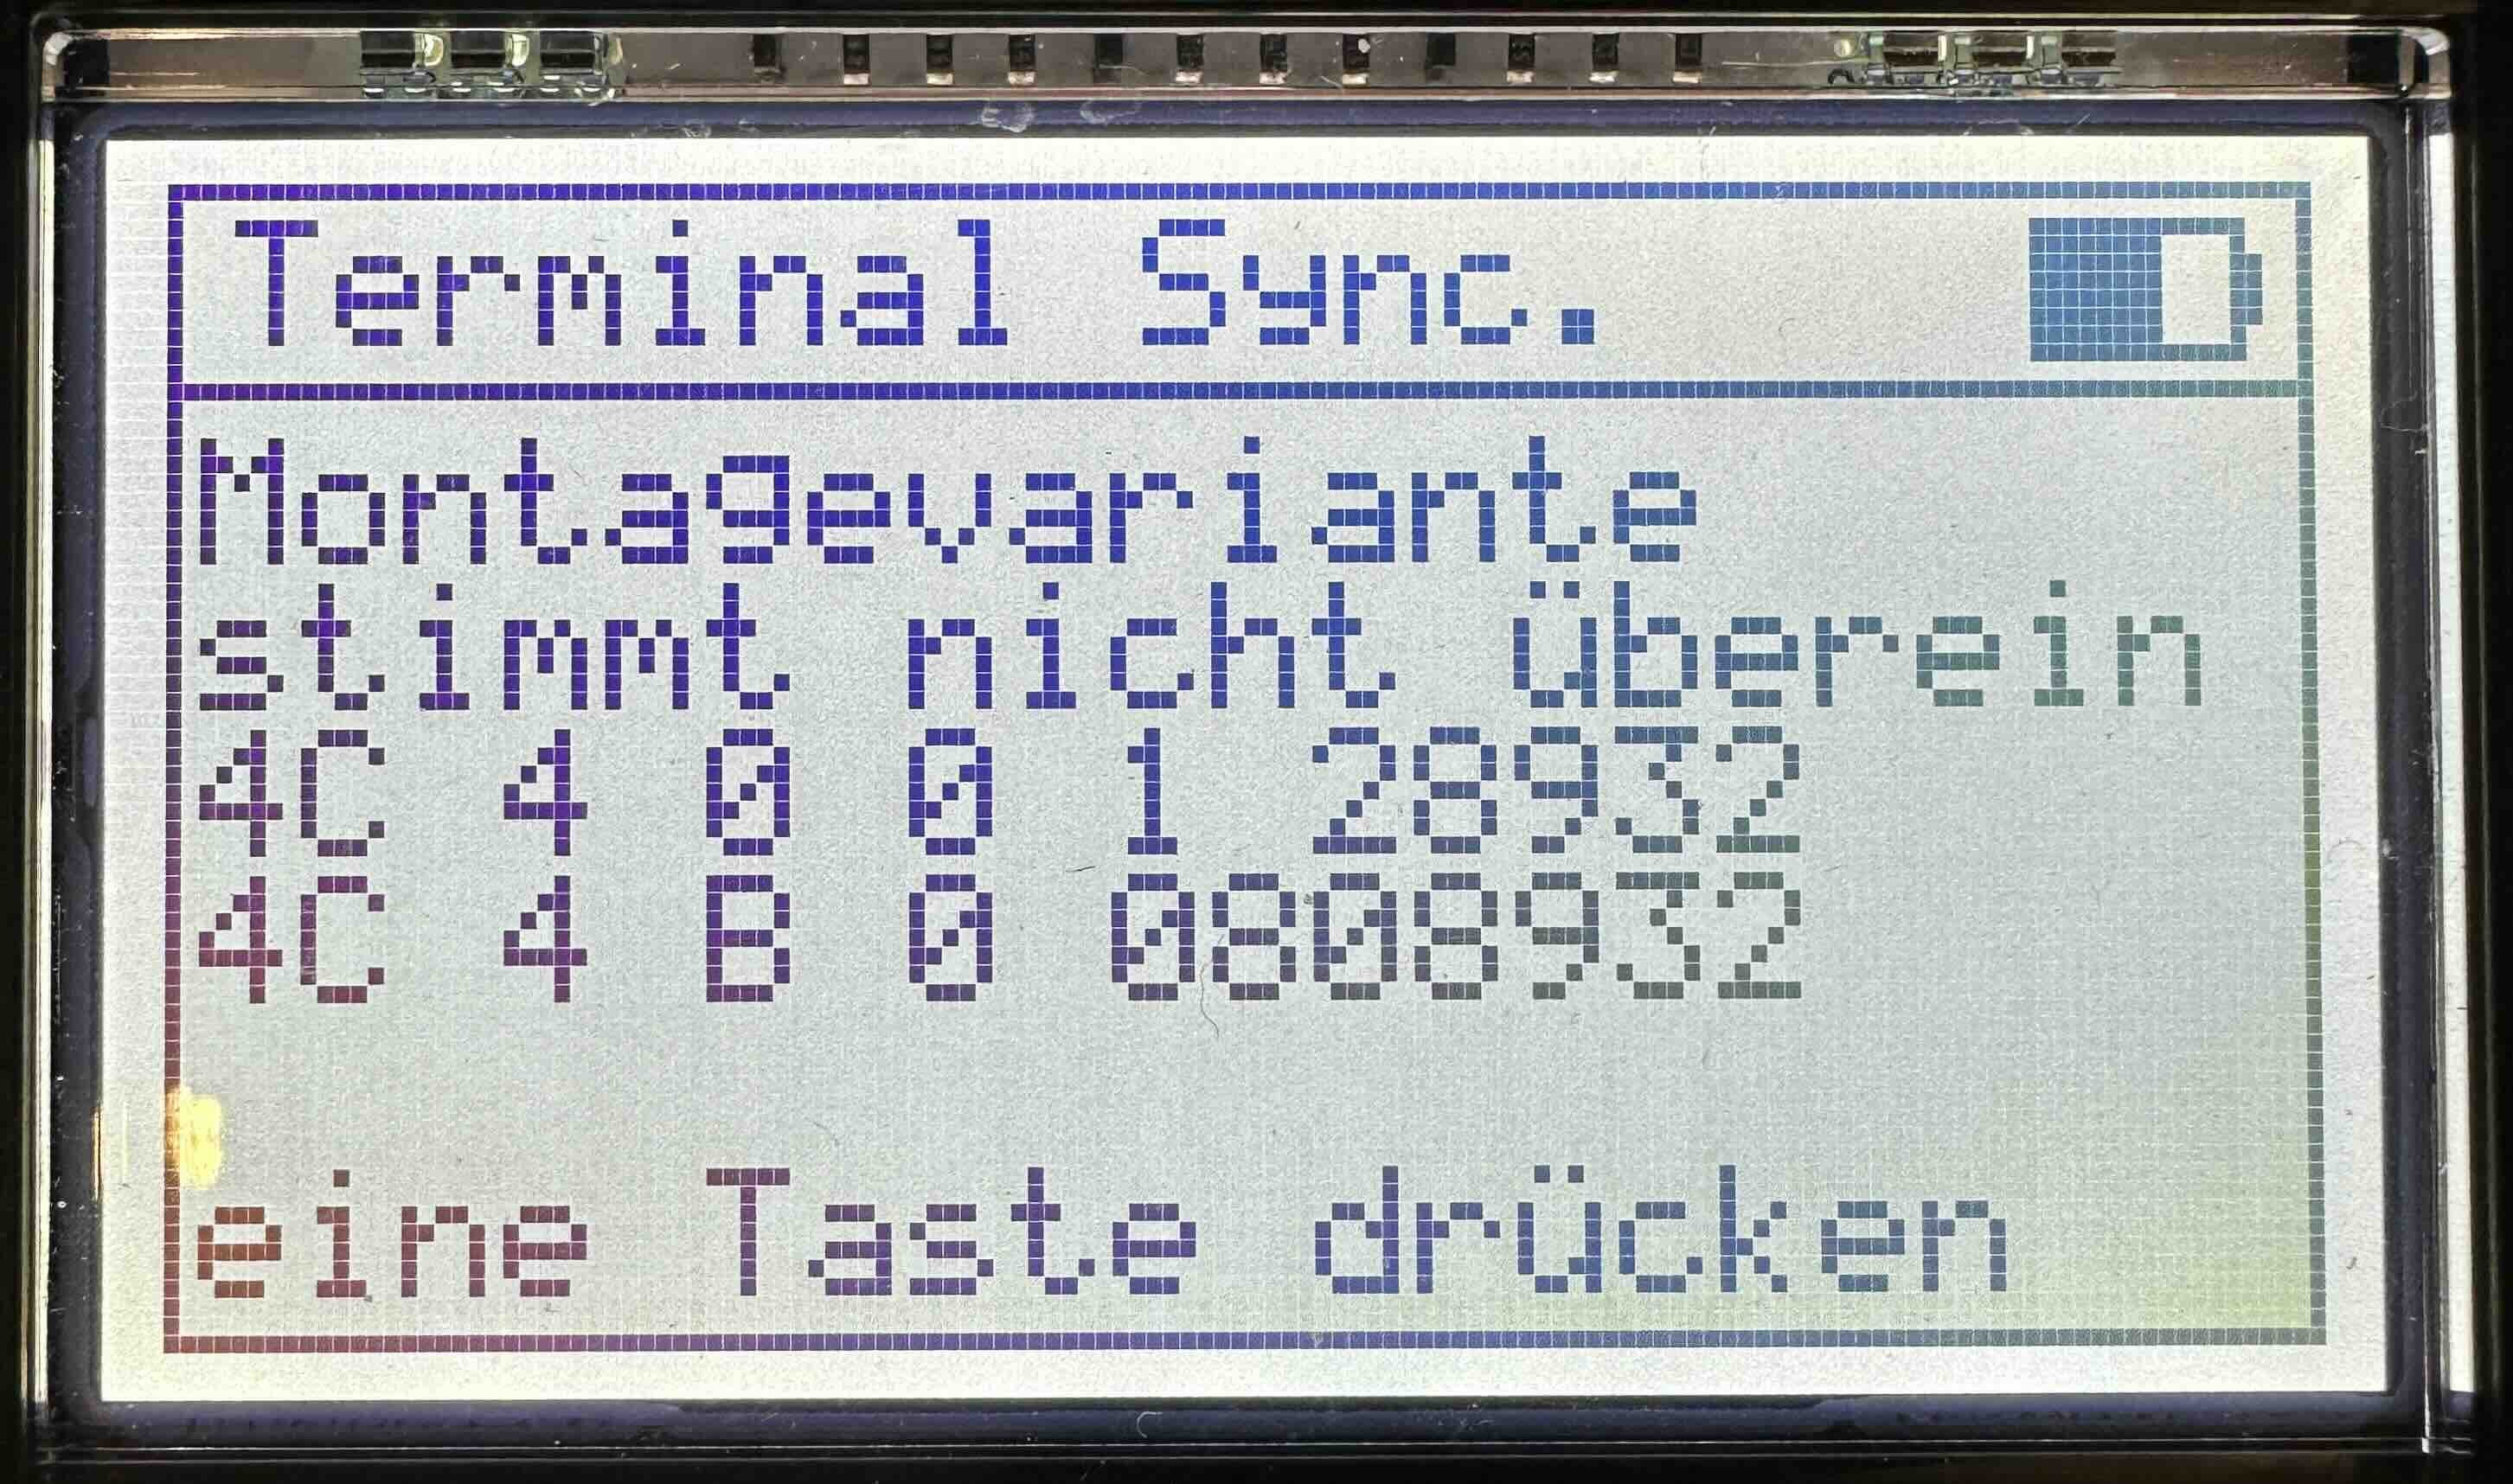 Terminal Sync.
Montagevariante
stimmt nicht überein
4C 4 0 0 1 28932
4C 4 B 0 0808932
eine Taste drücken